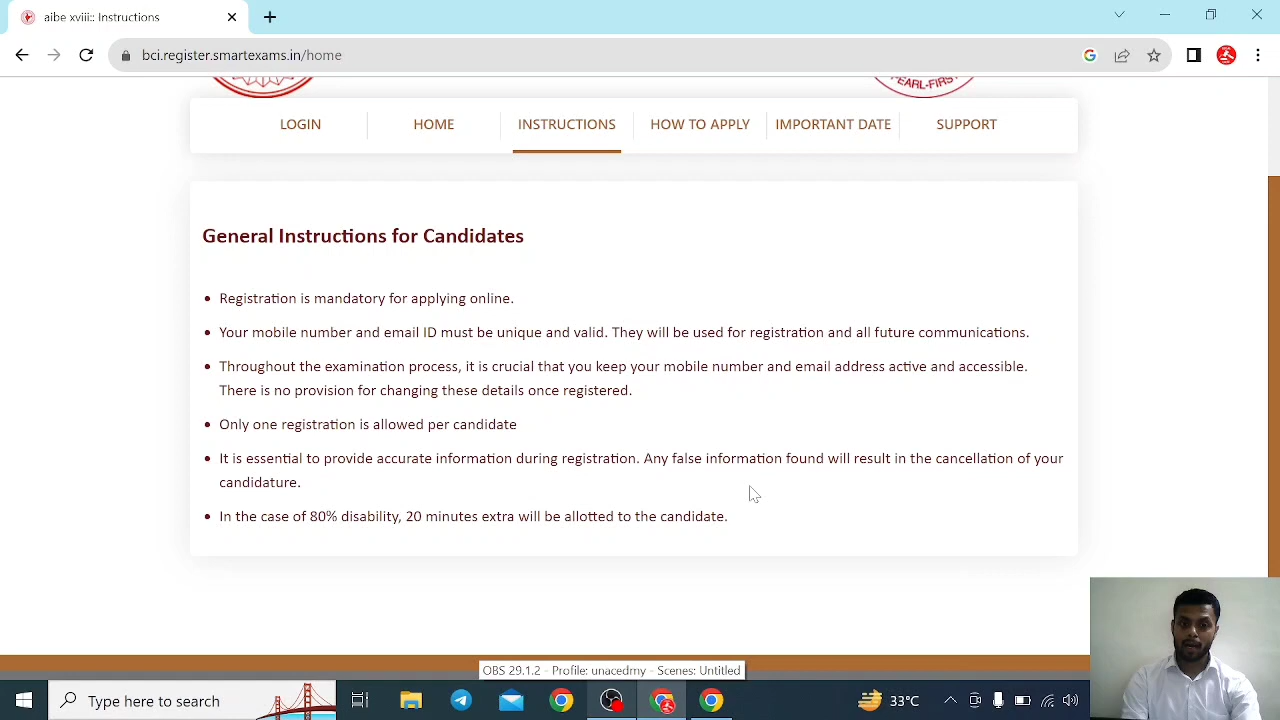 aibe xviii: Instructions
bci.register.smartexams.in/home
PEARL-FIRST
LOGIN HOME INSTRUCTIONS HOW TO APPLY IMPORTANT DATE SUPPORT
General Instructions for Candidates
• Registration is mandatory for applying online.
• Your mobile number and email ID must be unique and valid. They will be used for registration and all future communications.
• Throughout the examination process, it is crucial that you keep your mobile number and email address active and accessible.
There is no provision for changing these details once registered.
• Only one registration is allowed per candidate
• It is essential to provide accurate information during registration. Any false information found will result in the cancellation of your
candidature.
• In the case of 80% disability, 20 minutes extra will be allotted to the candidate.
OBS 29.1.2 - Profile: unacedmy - Scenes: Untitled
Type here to search
33°C